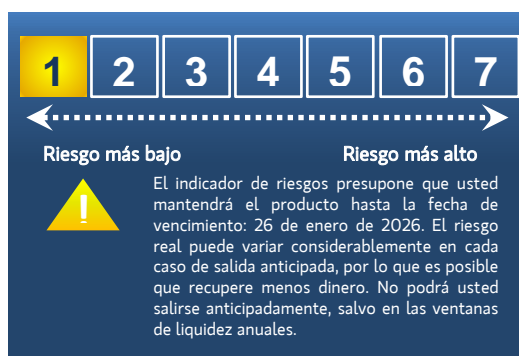 1 2 3 4 5 6 7
Riesgo más bajo Riesgo más alto
!
El indicador de riesgos presupone que usted
mantendrá el producto hasta la fecha de
vencimiento: 26 de enero de 2026. El riesgo
real puede variar considerablemente en cada
caso de salida anticipada, por lo que es posible
que recupere menos dinero. No podrá usted
salirse anticipadamente, salvo en las ventanas
de liquidez anuales.